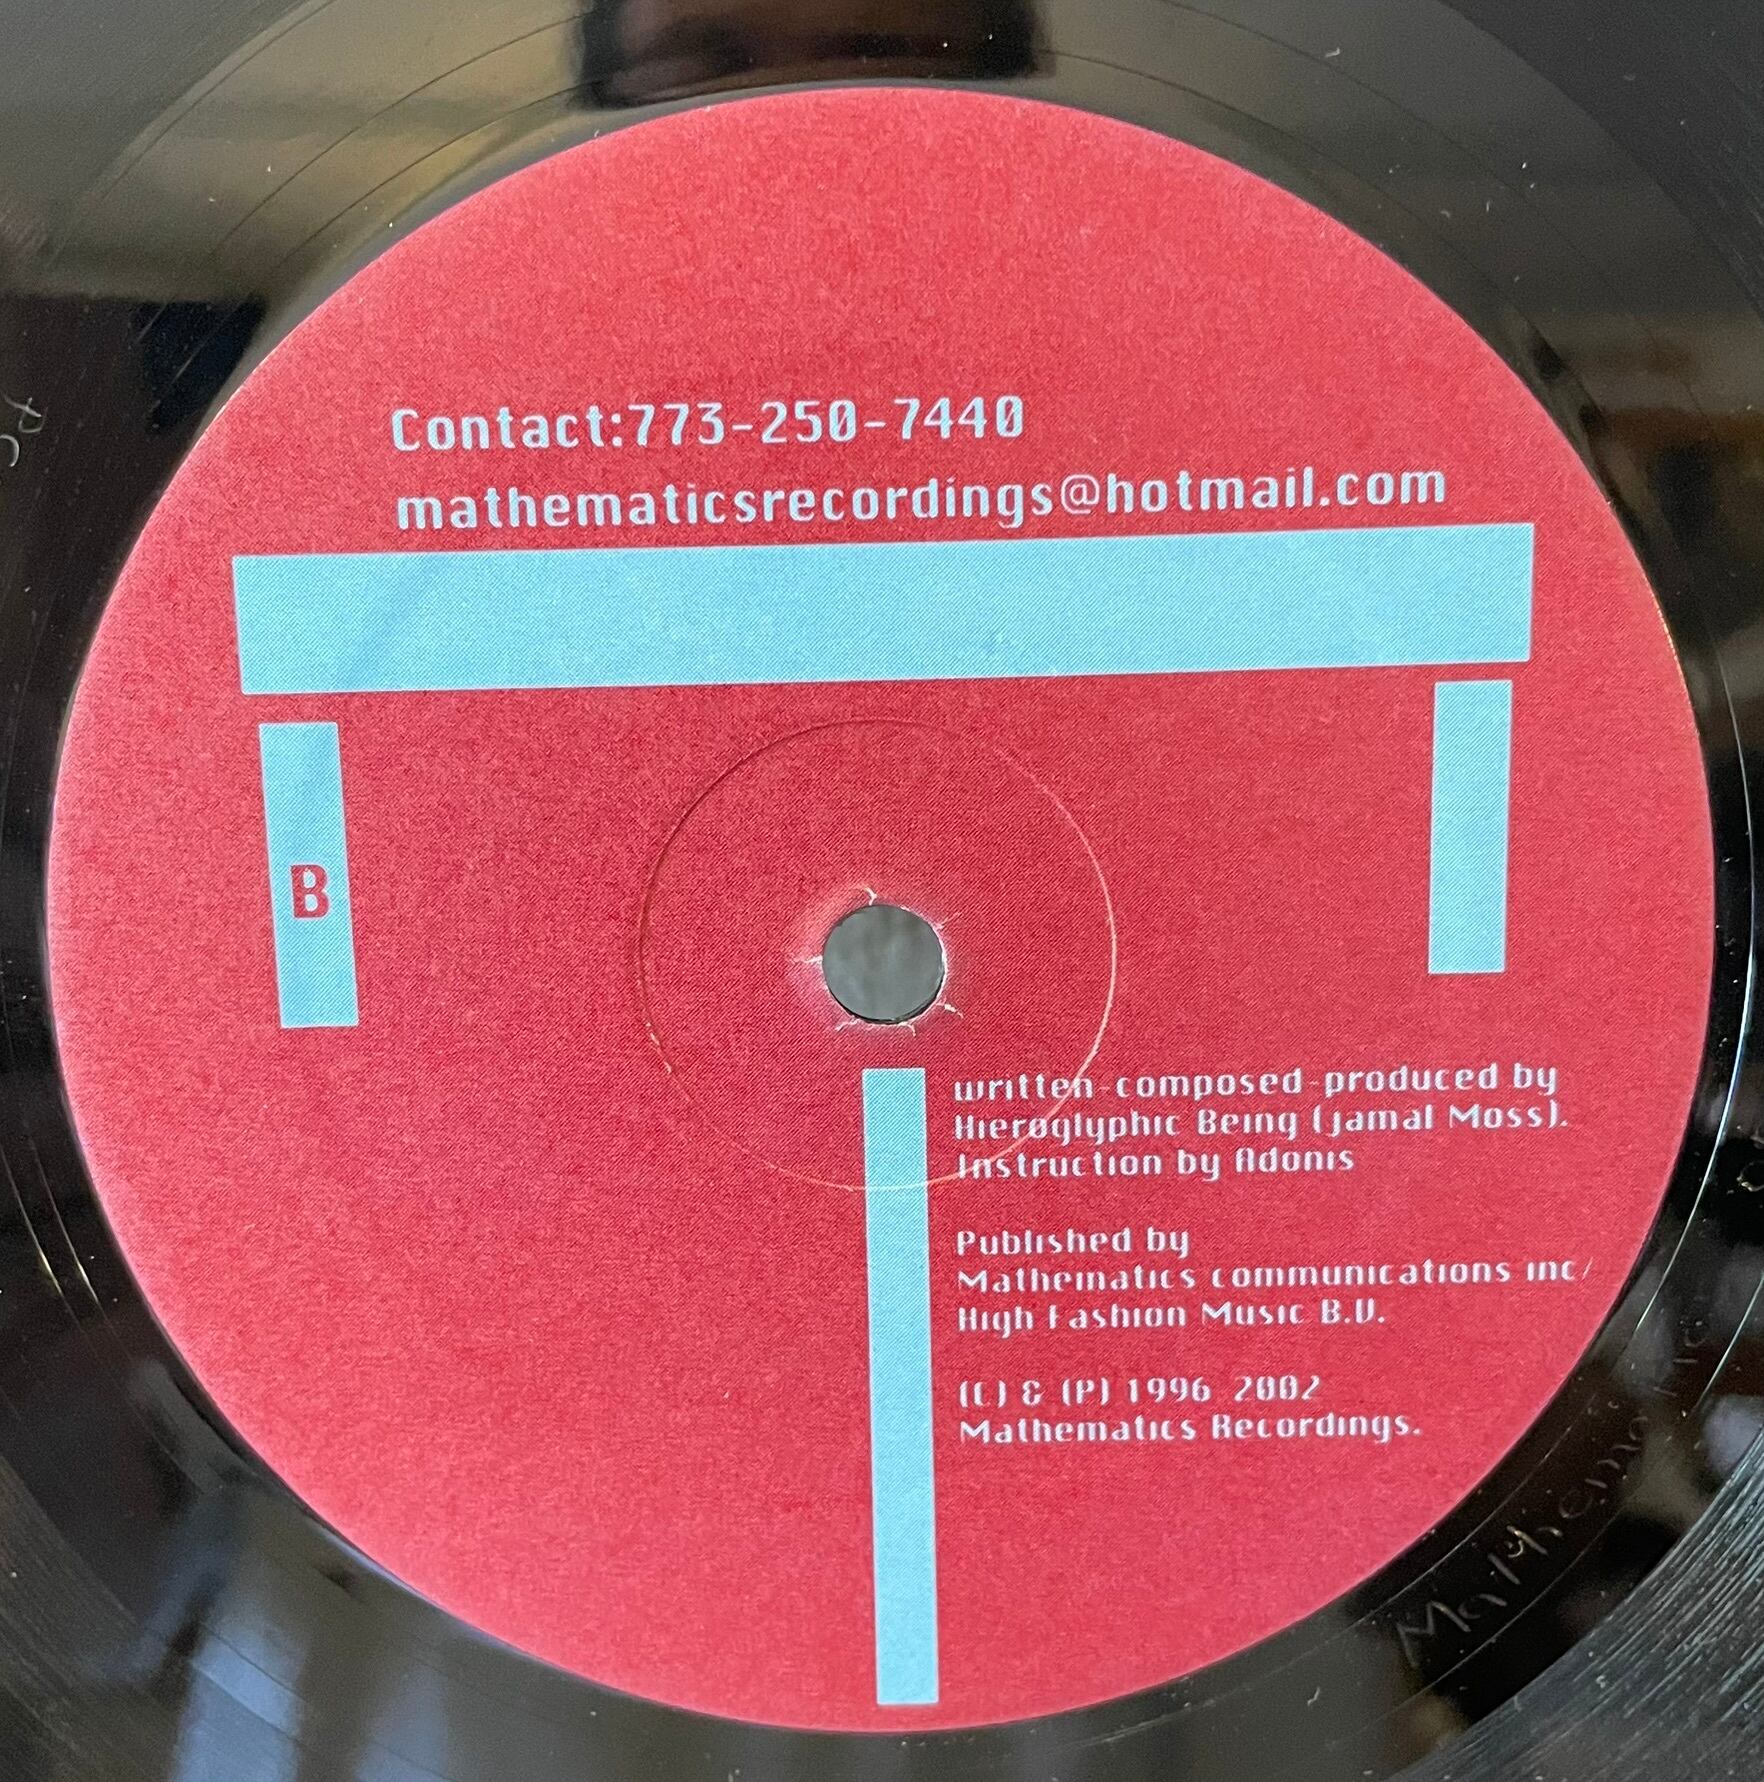 Contact:773-250-7440
mathematicsrecordings@hotmail.com
B
written-composed-produced by
Hieroglyphic Being (jamal Moss).
Instruction by Adonis
Published by
Mathematics communications inc/
High Fashion Music B.V.
(C) & (P) 1996 2002
Mathematics Recordings.